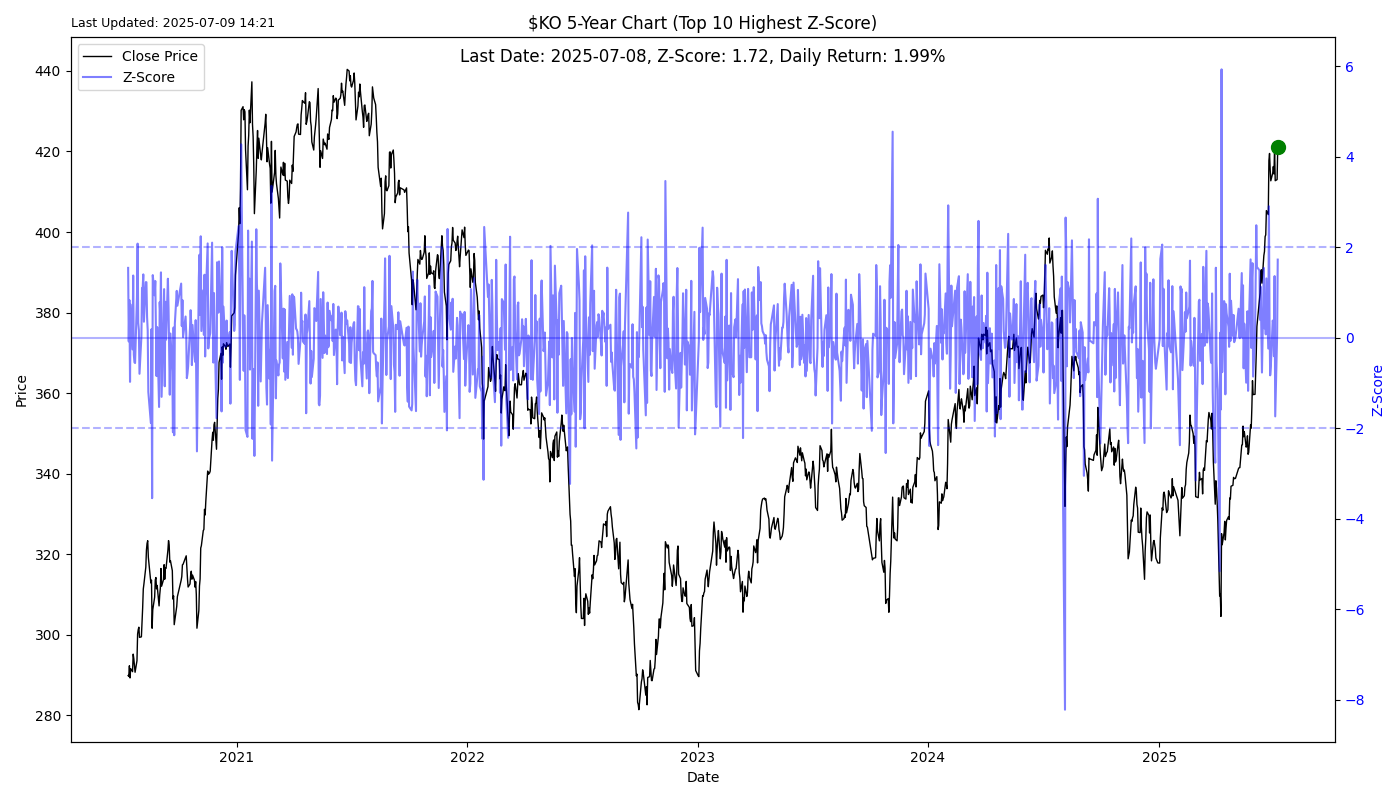 Last Updated: 2025-07-09 14:21
$KO 5-Year Chart (Top 10 Highest Z-Score)
Last Date: 2025-07-08, Z-Score: 1.72, Daily Return: 1.99%
Close Price
Z-Score
440
420
400
380
360
340
320
300
280
Price
6
4
2
0
−2
−4
−6
−8
Z-Score
2021
2022
2023
2024
2025
Date